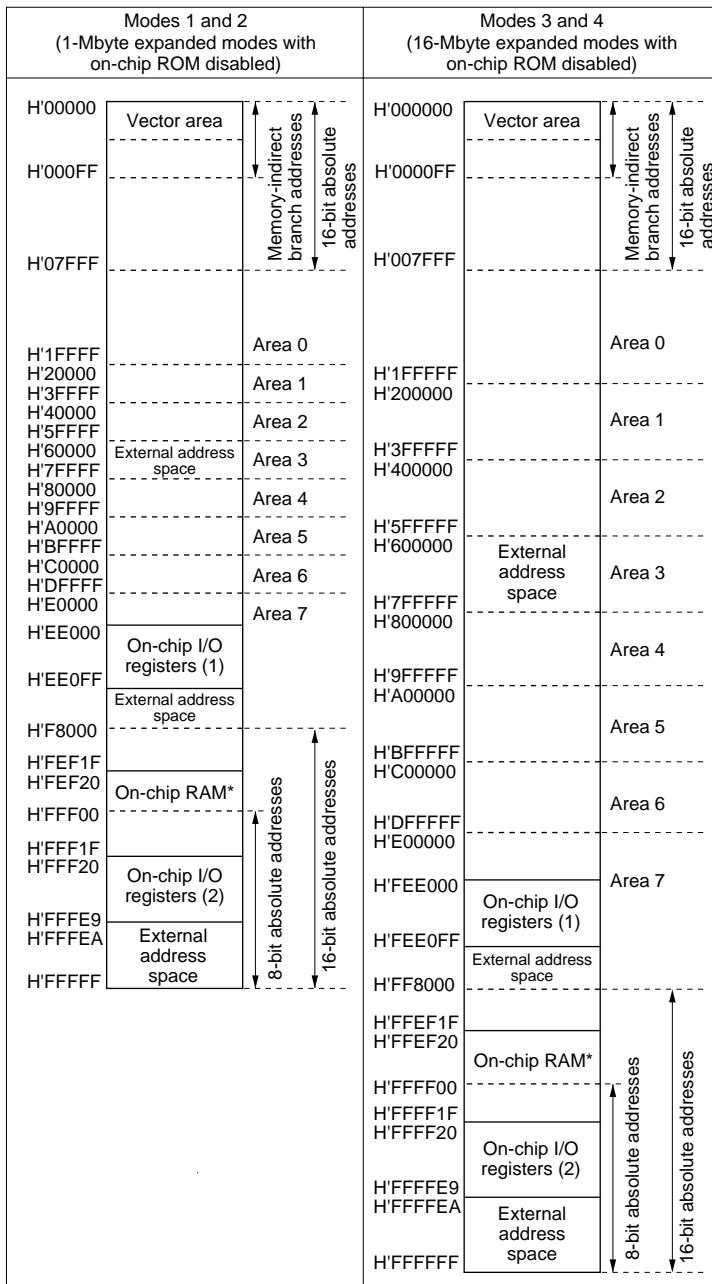 Modes 1 and 2
(1-Mbyte expanded modes with
on-chip ROM disabled)
H'00000
Vector area
H'000FF
H'07FFF
Memory-indirect
branch addresses
16-bit absolute
addresses
H'1FFFF
Area 0
H'20000
H'3FFFF
Area 1
H'40000
H'5FFFF
Area 2
H'60000
H'7FFFF
External address
space
Area 3
H'80000
H'9FFFF
Area 4
H'A0000
H'BFFFF
Area 5
H'C0000
H'DFFFF
Area 6
H'E0000
Area 7
H'EE000
On-chip I/O
registers (1)
H'EE0FF
External address
space
H'F8000
H'FEF1F
H'FEF20
On-chip RAM*
H'FFF00
H'FFF1F
H'FFF20
On-chip I/O
registers (2)
H'FFFE9
H'FFFEA
External
address
space
H'FFFFF
8-bit absolute addresses
16-bit absolute addresses
Modes 3 and 4
(16-Mbyte expanded modes with
on-chip ROM disabled)
H'000000
Vector area
H'0000FF
H'007FFF
Memory-indirect
branch addresses
16-bit absolute
addresses
Area 0
H'1FFFFF
H'200000
Area 1
H'3FFFFF
H'400000
Area 2
H'5FFFFF
H'600000
External
address
space
Area 3
H'7FFFFF
H'800000
Area 4
H'9FFFFF
H'A00000
Area 5
H'BFFFFF
H'C00000
Area 6
H'DFFFFF
H'E00000
Area 7
H'FEE000
On-chip I/O
registers (1)
H'FEE0FF
External address
space
H'FF8000
H'FFEF1F
H'FFEF20
On-chip RAM*
H'FFFF00
H'FFFF1F
H'FFFF20
On-chip I/O
registers (2)
H'FFFFE9
H'FFFFEA
External
address
space
H'FFFFFF
8-bit absolute addresses
16-bit absolute addresses